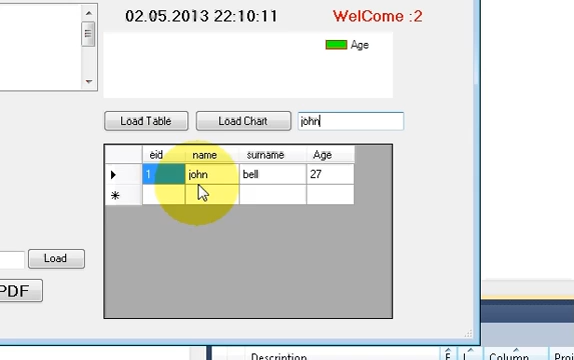 02.05.2013 22:10:11
WelCome :2
Age
Load Table
Load Chart
john
eid name surname Age
1 john bell 27
Load
PDF
Description
Column